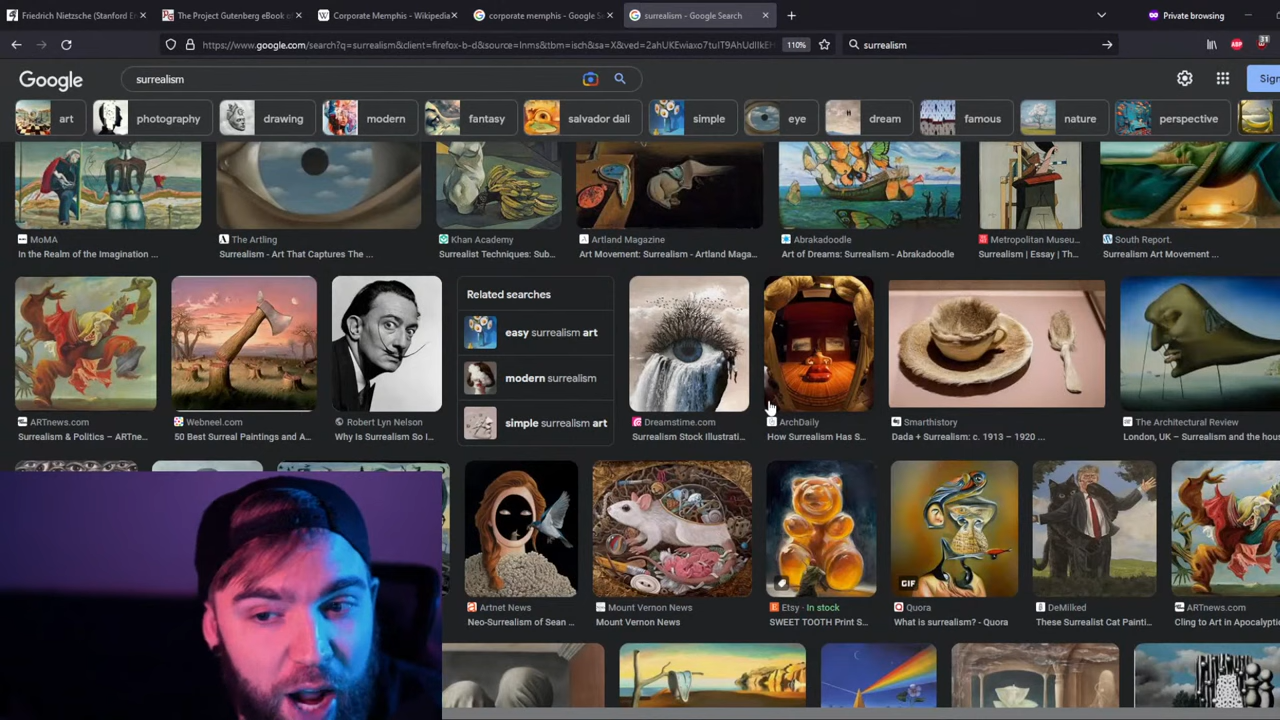 Friedrich Nietzsche (Stanford E
The Project Gutenberg eBook o
Corporate Memphis - Wikipedia
corporate memphis - Google S
surrealism - Google Search
Private browsing
https://www.google.com/search?q=surrealism&client=firefox-b-d&source=lnms&tbm=isch&sa=X&ved=
110%
surrealism
ABP
31
Google
surrealism
Sign
art
photography
drawing
modern
fantasy
salvador dali
simple
eye
dream
famous
nature
perspective
MoMA
In the Realm of the Imagination ...
The Artling
Surrealism - Art That Captures The ...
Khan Academy
Surrealist Techniques: Sub...
Artland Magazine
Art Movement: Surrealism - Artland Maga...
Abrakadoodle
Art of Dreams: Surrealism - Abrakadoodle
Metropolitan Museu...
Surrealism | Essay | Th...
South Report.
Surrealism Art Movement ...
Related searches
easy surrealism art
modern surrealism
simple surrealism art
ARTnews.com
Surrealism & Politics – ARTne...
Webneel.com
50 Best Surreal Paintings and A...
Robert Lyn Nelson
Why Is Surrealism So I...
Dreamstime.com
Surrealism Stock Illustrati...
ArchDaily
How Surrealism Has S...
Smarthistory
Dada + Surrealism: c. 1913 – 1920 ...
The Architectural Review
London, UK – Surrealism and the hou
Artnet News
Neo-Surrealism of Sean ...
Mount Vernon News
Mount Vernon News
Etsy · In stock
SWEET TOOTH Print S...
GIF
Quora
What is surrealism? - Quora
DeMilked
These Surrealist Cat Painti...
ARTnews.com
Cling to Art in Apocalyptic